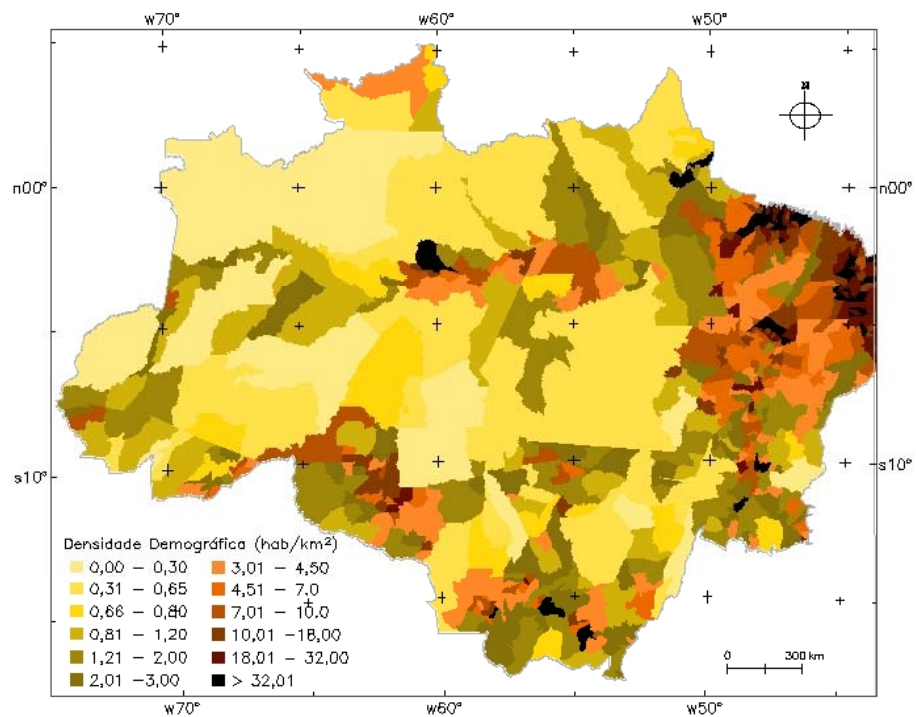 w70° w60° w50°
N
n00° n00°
s10° s10°
Densidade Demográfica (hab/km²)
0,00 – 0,30 3,01 – 4,50
0,31 – 0,65 4,51 – 7.0
0,66 – 0,80 7,01 – 10.0
0,81 – 1,20 10,01 –18,00
1,21 – 2,00 18,01 – 32,00
2,01 –3,00 > 32,01
0 300 km
w70° w60° w50°